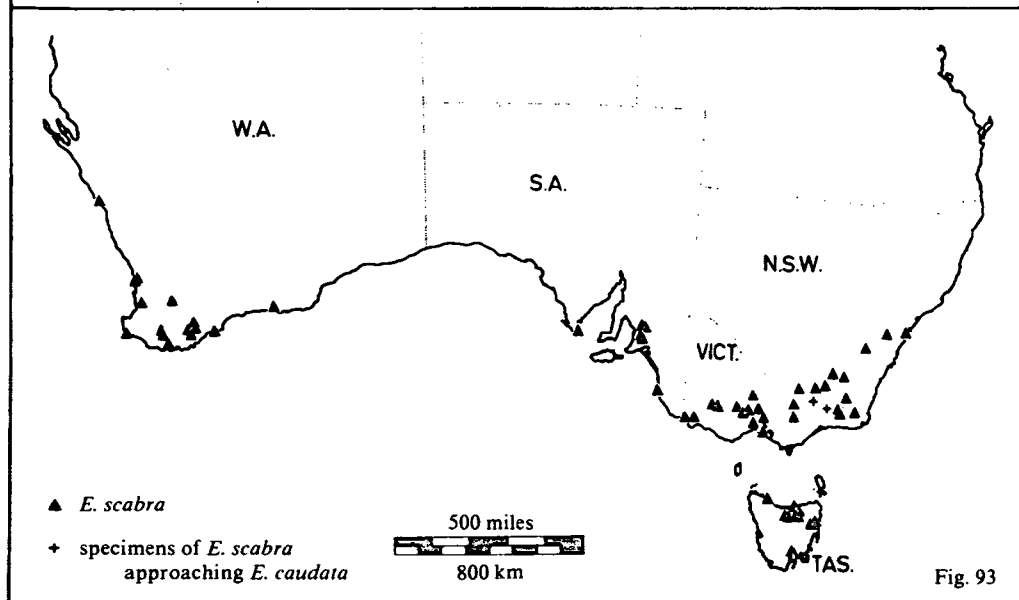 W.A.
S.A.
N.S.W.
VICT.
▲ E. scabra
+ specimens of E. scabra
approaching E. caudata
500 miles
800 km
TAS.
Fig. 93